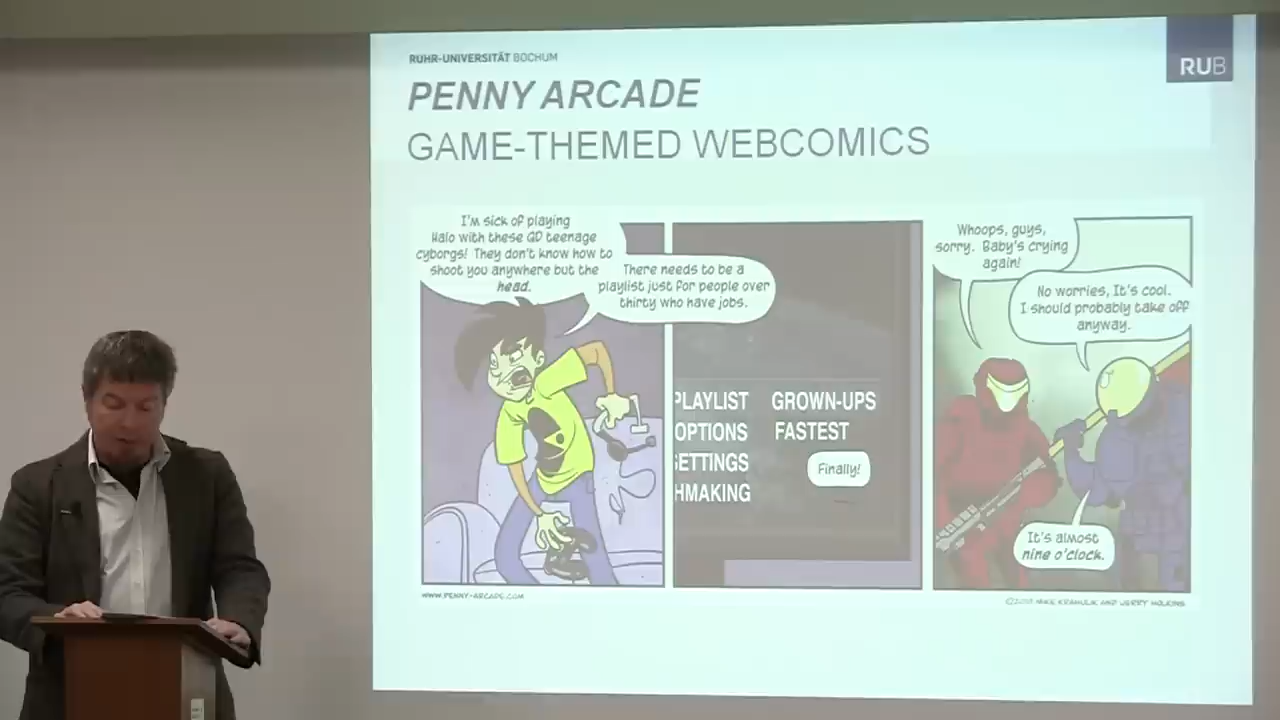 RUHR-UNIVERSITÄT BOCHUM
RUB
PENNY ARCADE
GAME-THEMED WEBCOMICS
I'm sick of playing
Halo with these GD teenage
cyborgs! They don't know how to
shoot you anywhere but the
head.
There needs to be a
playlist just for people over
thirty who have jobs.
PLAYLIST GROWN-UPS
OPTIONS FASTEST
SETTINGS
HMAKING
Finally!
Whoops, guys,
sorry. Baby's crying
again!
No worries, It's cool.
I should probably take off
anyway.
It's almost
nine o'clock.
WWW.PENNY-ARCADE.COM
MIKE KRAHULIK AND JERRY HOLKINS